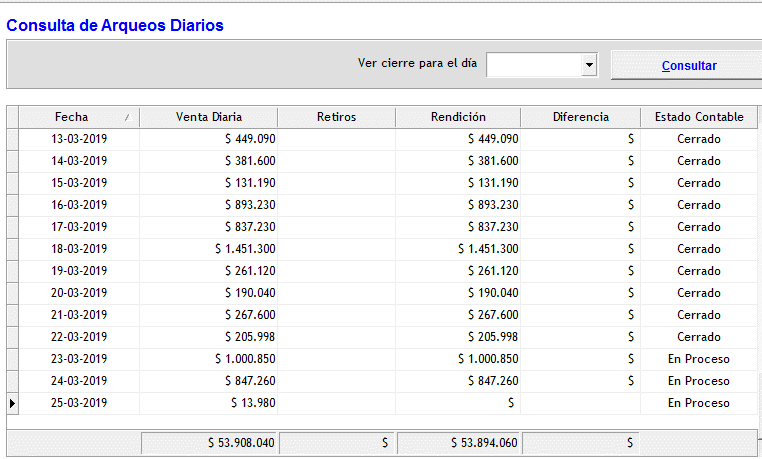 Consulta de Arqueos Diarios
Ver cierre para el día Consultar
Fecha Venta Diaria Retiros Rendición Diferencia Estado Contable
13-03-2019 $ 449.090 $ 449.090 $ Cerrado
14-03-2019 $ 381.600 $ 381.600 $ Cerrado
15-03-2019 $ 131.190 $ 131.190 $ Cerrado
16-03-2019 $ 893.230 $ 893.230 $ Cerrado
17-03-2019 $ 837.230 $ 837.230 $ Cerrado
18-03-2019 $ 1.451.300 $ 1.451.300 $ Cerrado
19-03-2019 $ 261.120 $ 261.120 $ Cerrado
20-03-2019 $ 190.040 $ 190.040 $ Cerrado
21-03-2019 $ 267.600 $ 267.600 $ Cerrado
22-03-2019 $ 205.998 $ 205.998 $ Cerrado
23-03-2019 $ 1.000.850 $ 1.000.850 $ En Proceso
24-03-2019 $ 847.260 $ 847.260 $ En Proceso
25-03-2019 $ 13.980 $ En Proceso
$ 53.908.040 $ $ 53.894.060 $